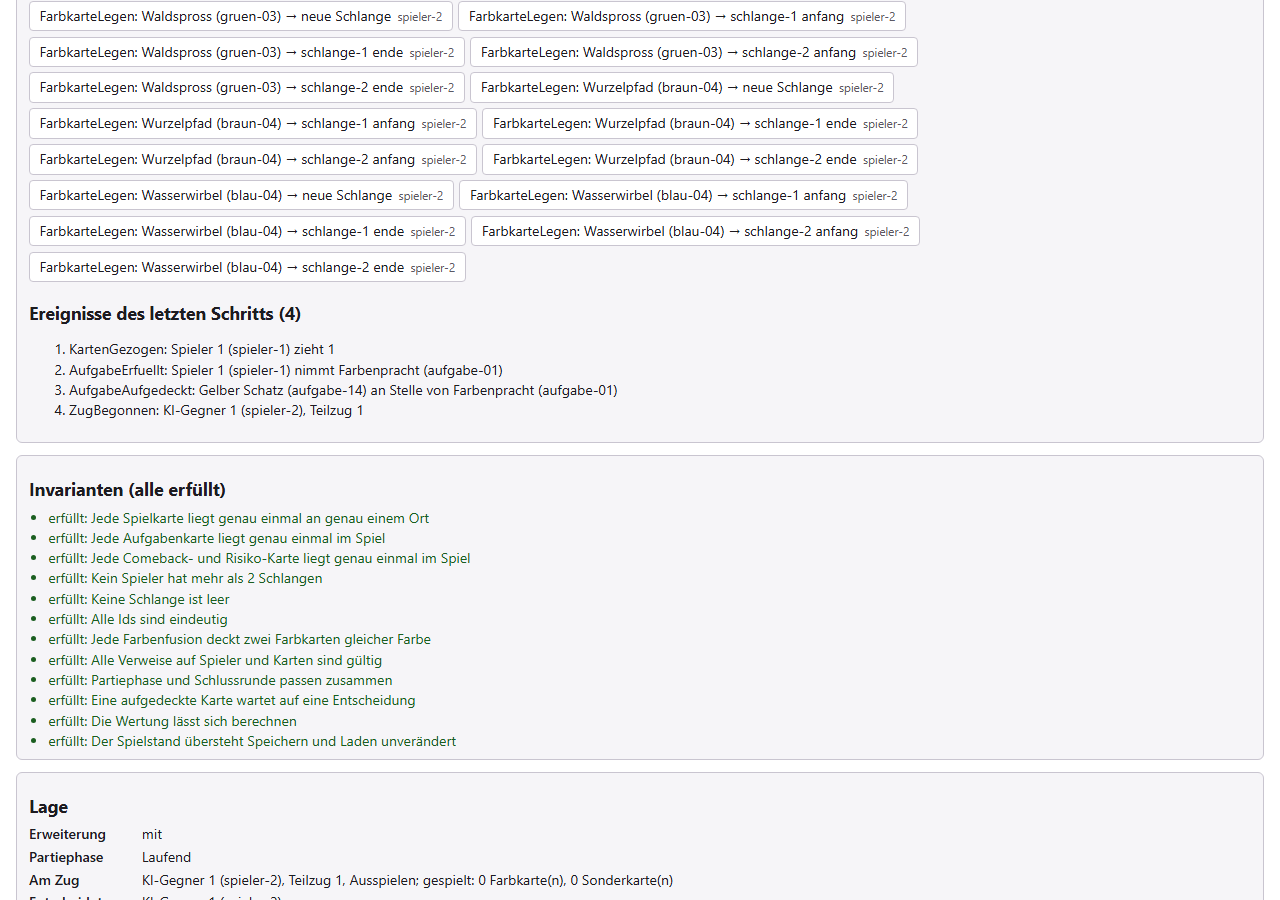 FarbkarteLegen: Waldspross (gruen-03) → neue Schlange spieler-2 FarbkarteLegen: Waldspross (gruen-03) → schlange-1 anfang spieler-2
FarbkarteLegen: Waldspross (gruen-03) → schlange-1 ende spieler-2 FarbkarteLegen: Waldspross (gruen-03) → schlange-2 anfang spieler-2
FarbkarteLegen: Waldspross (gruen-03) → schlange-2 ende spieler-2 FarbkarteLegen: Wurzelpfad (braun-04) → neue Schlange spieler-2
FarbkarteLegen: Wurzelpfad (braun-04) → schlange-1 anfang spieler-2 FarbkarteLegen: Wurzelpfad (braun-04) → schlange-1 ende spieler-2
FarbkarteLegen: Wurzelpfad (braun-04) → schlange-2 anfang spieler-2 FarbkarteLegen: Wurzelpfad (braun-04) → schlange-2 ende spieler-2
FarbkarteLegen: Wasserwirbel (blau-04) → neue Schlange spieler-2 FarbkarteLegen: Wasserwirbel (blau-04) → schlange-1 anfang spieler-2
FarbkarteLegen: Wasserwirbel (blau-04) → schlange-1 ende spieler-2 FarbkarteLegen: Wasserwirbel (blau-04) → schlange-2 anfang spieler-2
FarbkarteLegen: Wasserwirbel (blau-04) → schlange-2 ende spieler-2
Ereignisse des letzten Schritts (4)
1. KartenGezogen: Spieler 1 (spieler-1) zieht 1
2. AufgabeErfuellt: Spieler 1 (spieler-1) nimmt Farbenpracht (aufgabe-01)
3. AufgabeAufgedeckt: Gelber Schatz (aufgabe-14) an Stelle von Farbenpracht (aufgabe-01)
4. ZugBegonnen: KI-Gegner 1 (spieler-2), Teilzug 1
Invarianten (alle erfüllt)
• erfüllt: Jede Spielkarte liegt genau einmal an genau einem Ort
• erfüllt: Jede Aufgabenkarte liegt genau einmal im Spiel
• erfüllt: Jede Comeback- und Risiko-Karte liegt genau einmal im Spiel
• erfüllt: Kein Spieler hat mehr als 2 Schlangen
• erfüllt: Keine Schlange ist leer
• erfüllt: Alle Ids sind eindeutig
• erfüllt: Jede Farbenfusion deckt zwei Farbkarten gleicher Farbe
• erfüllt: Alle Verweise auf Spieler und Karten sind gültig
• erfüllt: Partiephase und Schlussrunde passen zusammen
• erfüllt: Eine aufgedeckte Karte wartet auf eine Entscheidung
• erfüllt: Die Wertung lässt sich berechnen
• erfüllt: Der Spielstand übersteht Speichern und Laden unverändert
Lage
Erweiterung mit
Partiephase Laufend
Am Zug KI-Gegner 1 (spieler-2), Teilzug 1, Ausspielen; gespielt: 0 Farbkarte(n), 0 Sonderkarte(n)